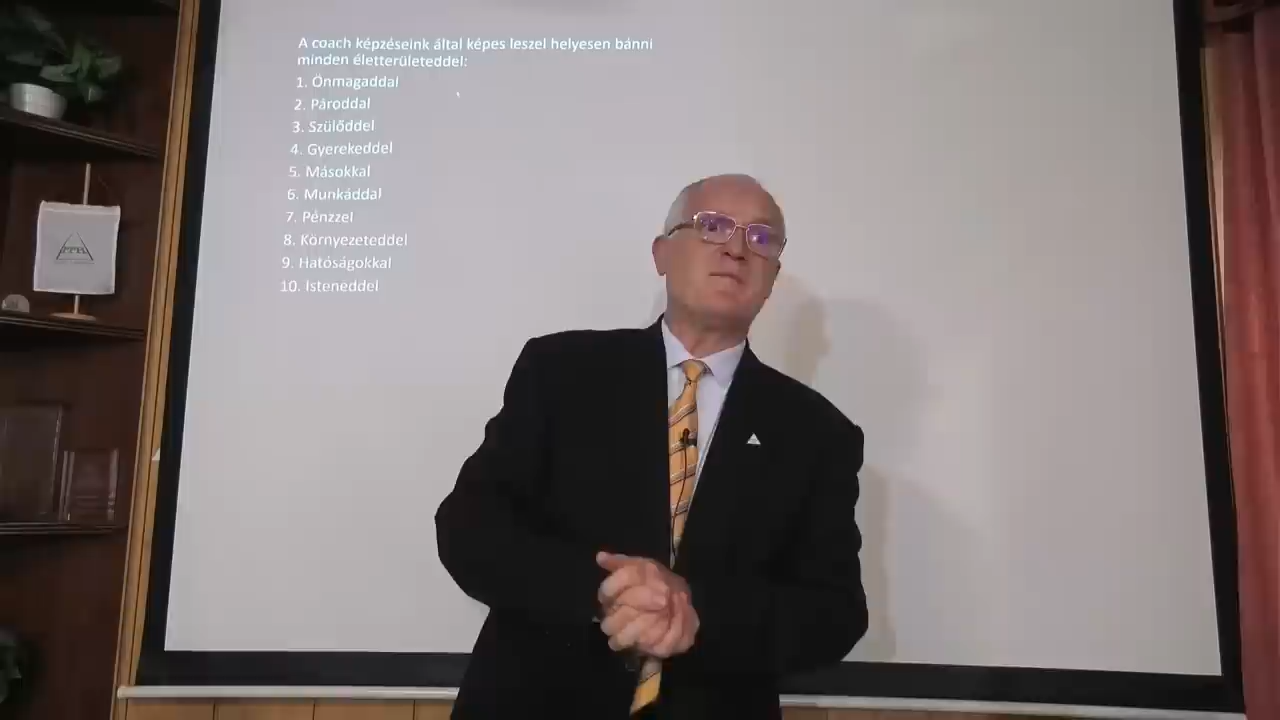 A coach képzéseink által képes leszel helyesen bánni
minden életterületeddel:
1. Önmagaddal
2. Pároddal
3. Szülőddel
4. Gyerekeddel
5. Másokkal
6. Munkáddal
7. Pénzzel
8. Környezeteddel
9. Hatóságokkal
10. Isteneddel